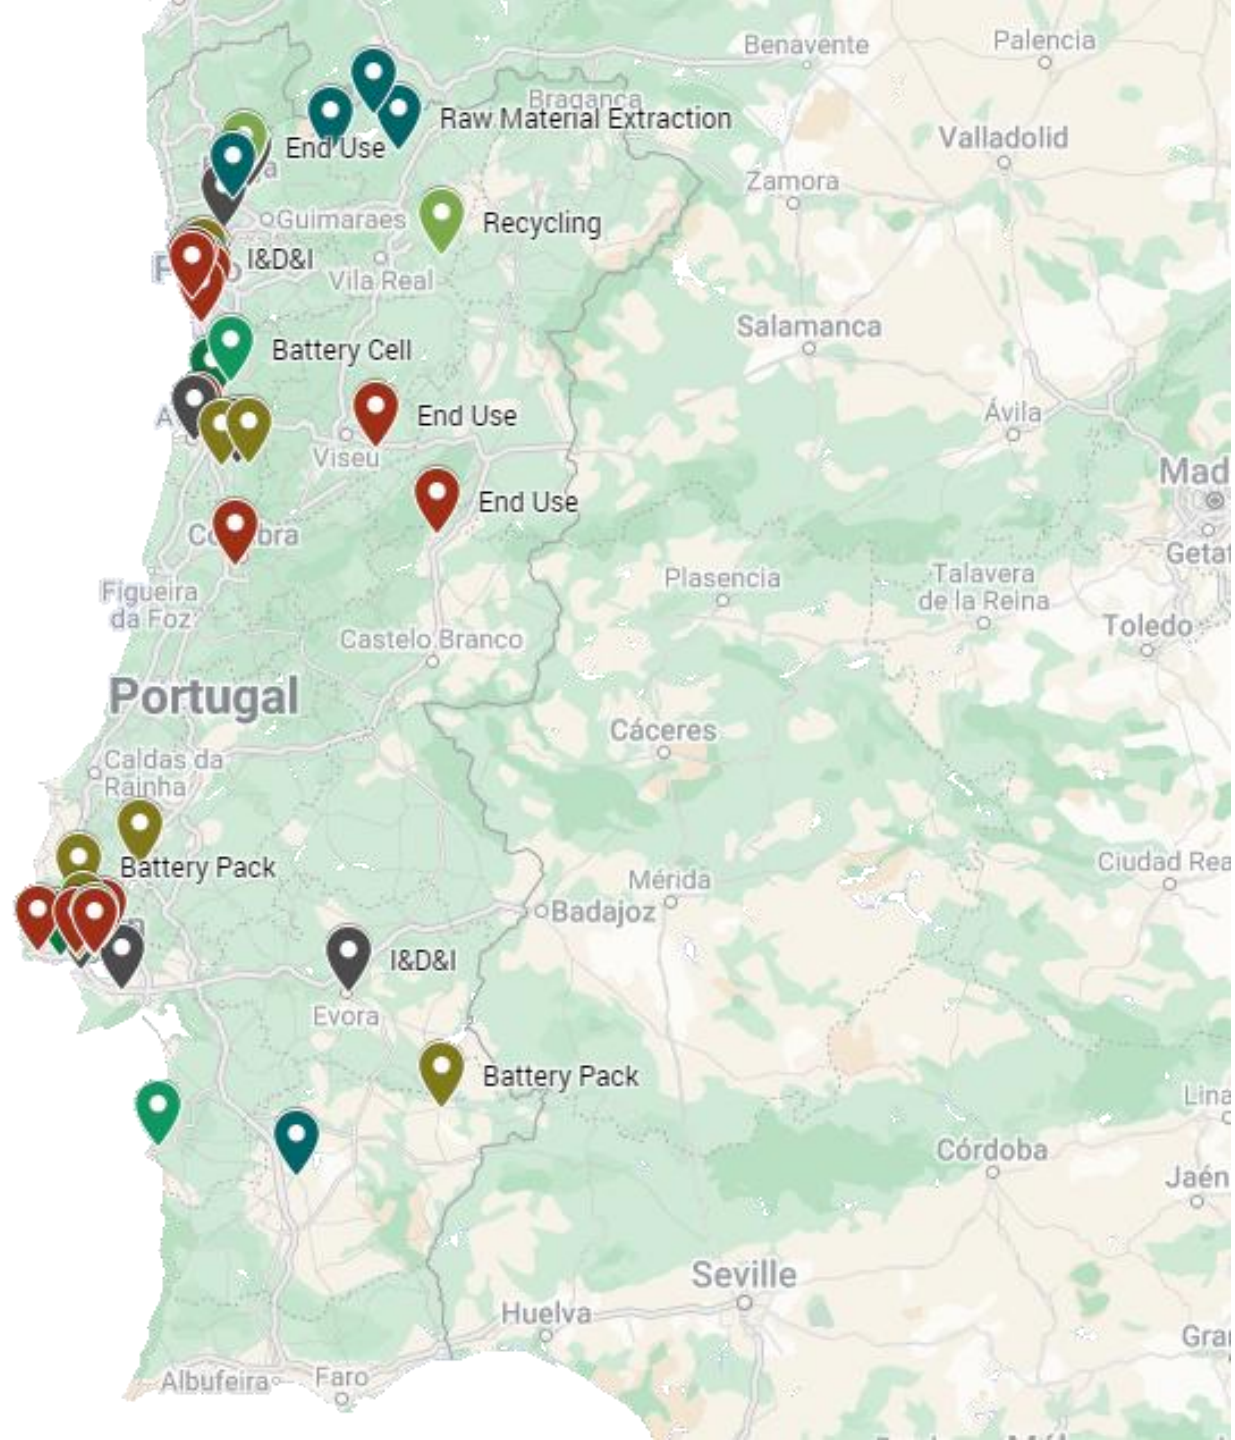 Benavente
Palencia
Bragança
Raw Material Extraction
Valladolid
End Use
Zamora
Guimaraes
Recycling
I&D&I
Vila Real
Salamanca
Battery Cell
End Use
Ávila
Viseu
Mad
End Use
Getaf
Plasencia
Talavera
de la Reina
Figueira
da Foz
Toledo
Castelo Branco
Portugal
Cáceres
Caldas da
Rainha
Battery Pack
Ciudad Rea
Mérida
Badajoz
I&D&I
Evora
Battery Pack
Lina
Córdoba
Jaén
Seville
Huelva
Gra
Albufeira
Faro